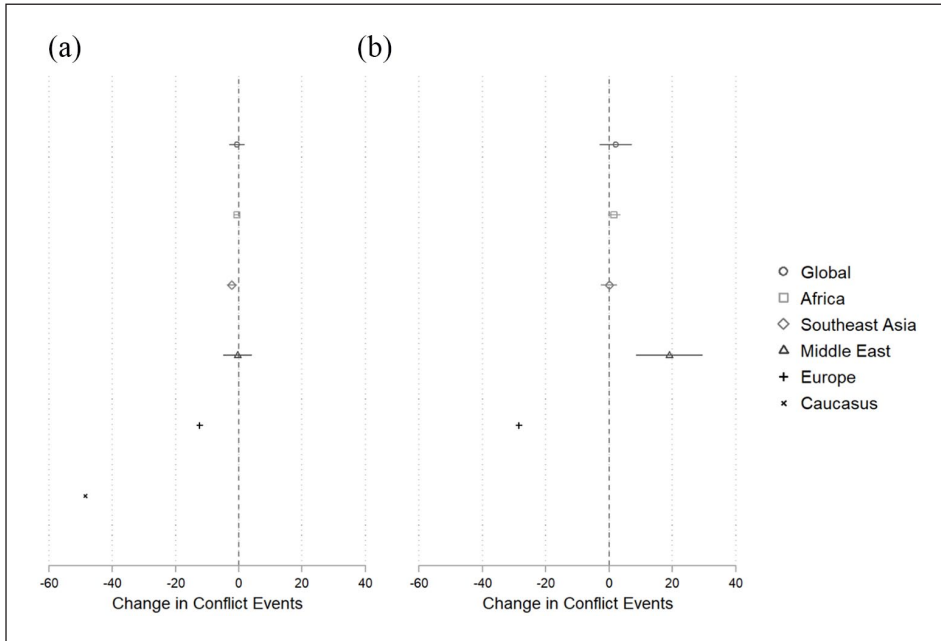 (a) (b)
Global
Africa
Southeast Asia
Middle East
Europe
Caucasus
-60 -40 -20 0 20 40 -60 -40 -20 0 20 40
Change in Conflict Events Change in Conflict Events